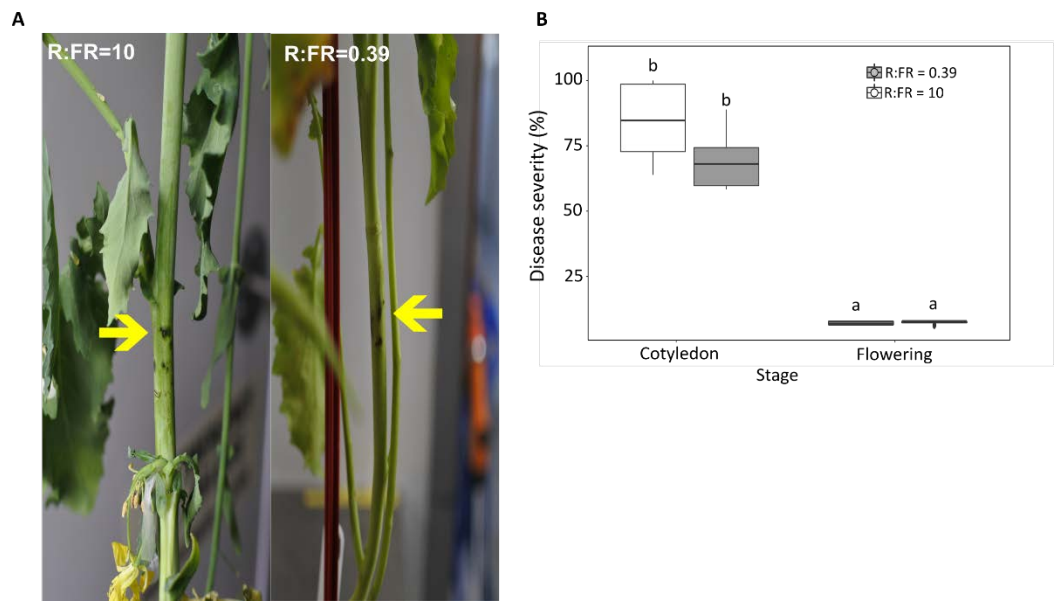 A
B
R:FR=10
R:FR=0.39
Disease severity (%)
100
75
50
25
b
b
a
a
R:FR = 0.39
R:FR = 10
Cotyledon
Flowering
Stage